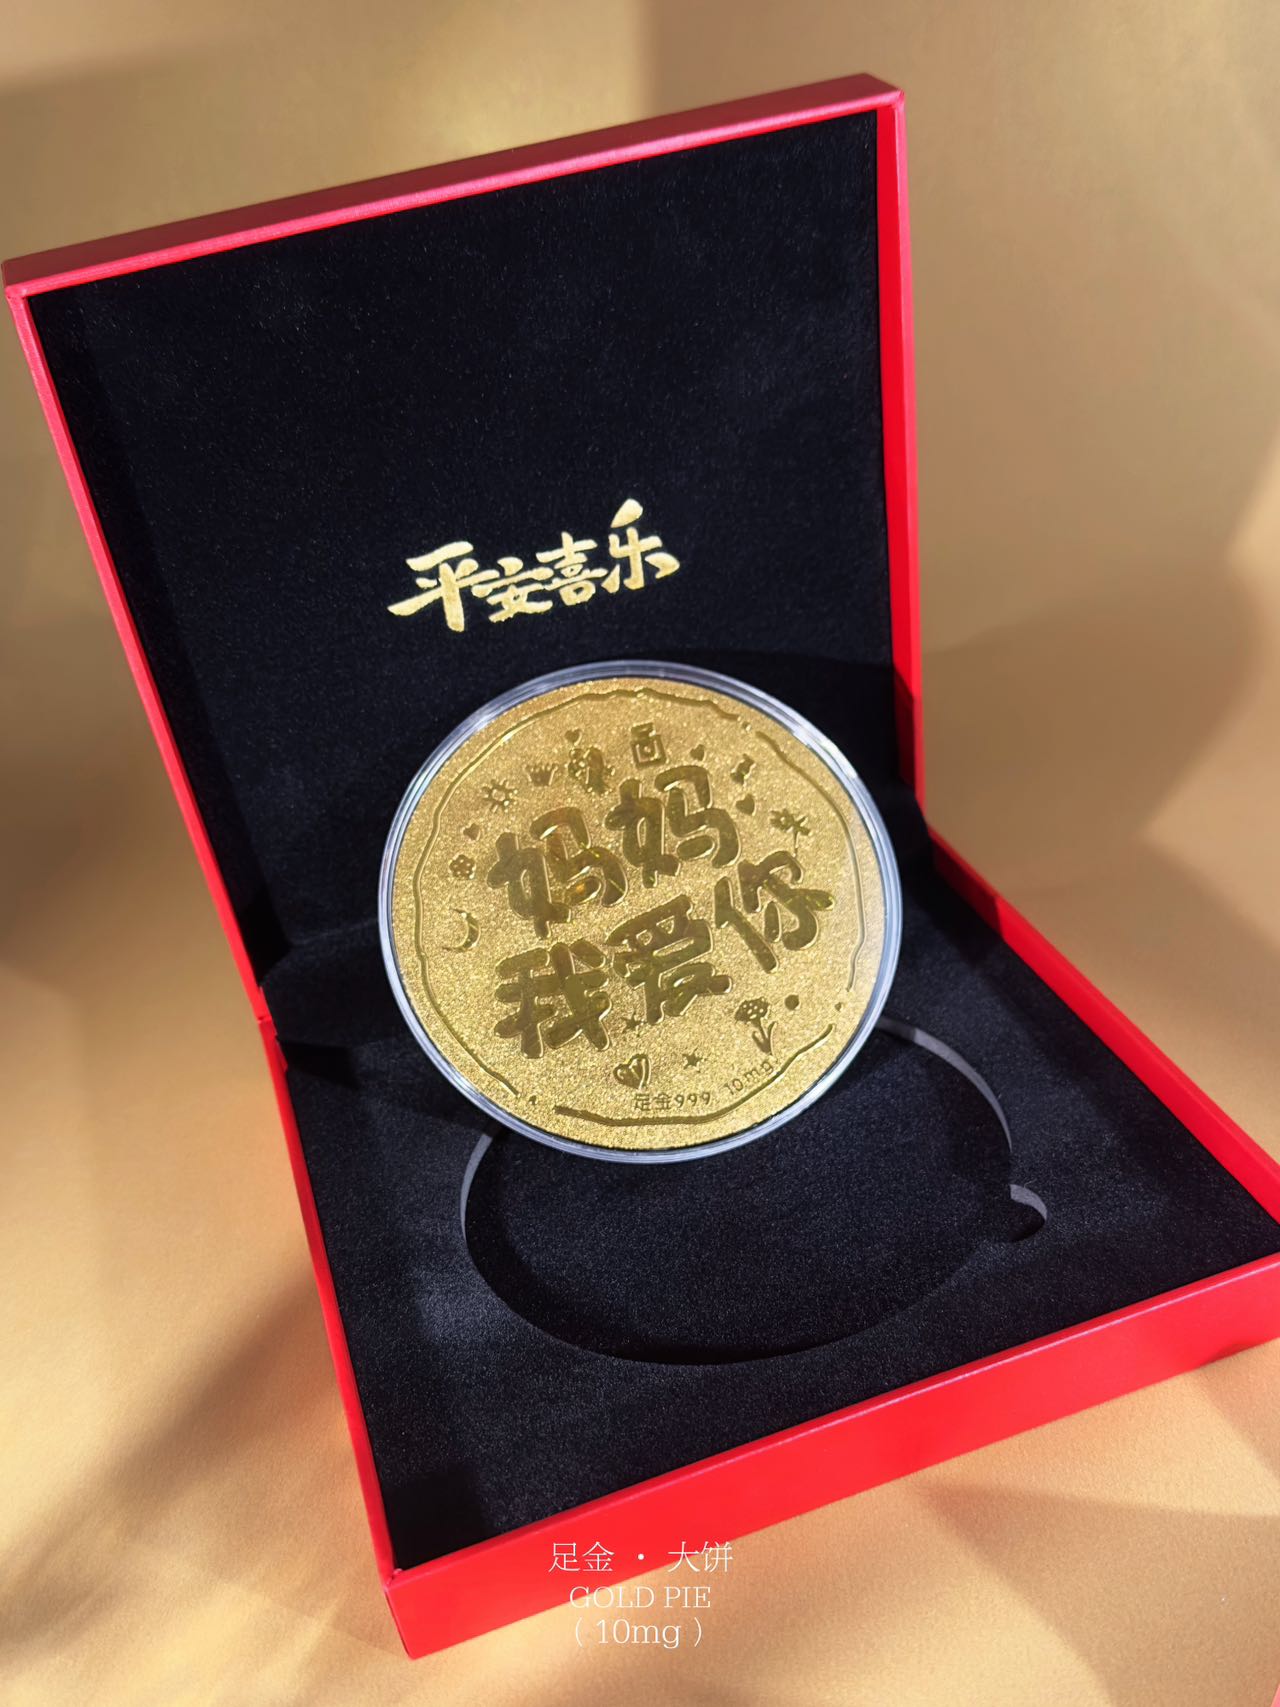 平安喜乐
妈妈
我爱你
足金999 10mg
足金 · 大饼
GOLD PIE
( 10mg )